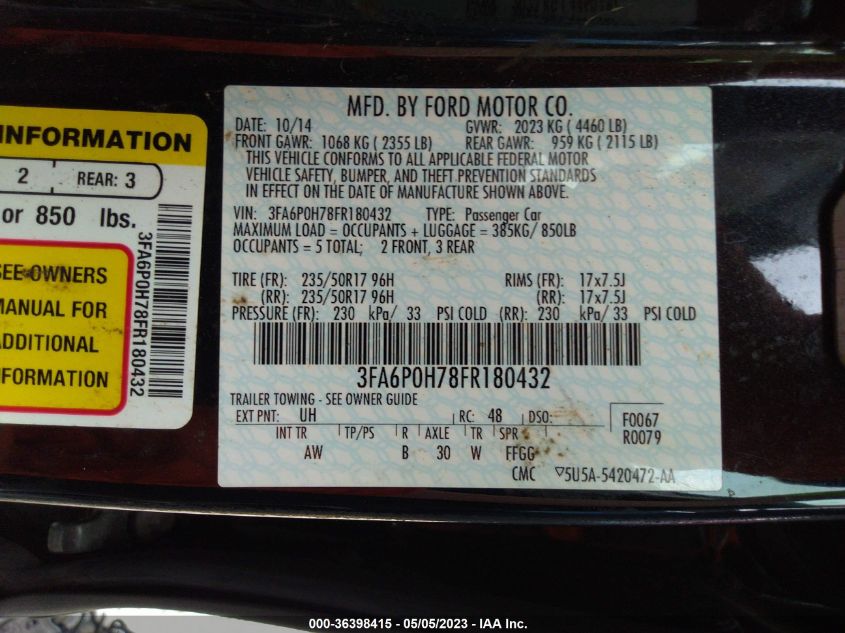 INFORMATION
2 REAR: 3
or 850 lbs.
SEE OWNERS
MANUAL FOR
ADDITIONAL
INFORMATION
3FA6P0H78FR180432
MFD. BY FORD MOTOR CO.
DATE: 10/14 GVWR: 2023 KG ( 4460 LB)
FRONT GAWR: 1068 KG ( 2355 LB) REAR GAWR: 959 KG ( 2115 LB)
THIS VEHICLE CONFORMS TO ALL APPLICABLE FEDERAL MOTOR
VEHICLE SAFETY, BUMPER, AND THEFT PREVENTION STANDARDS
IN EFFECT ON THE DATE OF MANUFACTURE SHOWN ABOVE.
VIN: 3FA6P0H78FR180432 TYPE: Passenger Car
MAXIMUM LOAD = OCCUPANTS + LUGGAGE = 385KG/ 850LB
OCCUPANTS = 5 TOTAL; 2 FRONT, 3 REAR
TIRE (FR): 235/50R17 96H RIMS (FR): 17x7.5J
(RR): 235/50R17 96H (RR): 17x7.5J
PRESSURE (FR): 230 kPa/ 33 PSI COLD (RR): 230 kPa/ 33 PSI COLD
3FA6P0H78FR180432
TRAILER TOWING - SEE OWNER GUIDE
EXT PNT: UH RC: 48 DSO: F0067
R0079
INT TR TP/PS R AXLE TR SPR
AW B 30 W FFGG
CMC ▽5U5A-5420472-AA
000-36398415 - 05/05/2023 - IAA Inc.